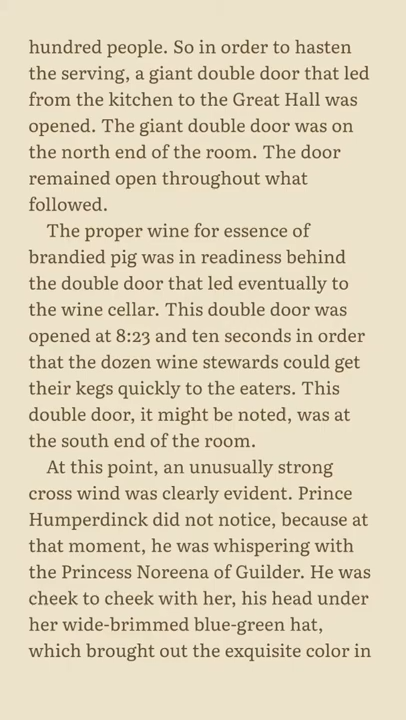 hundred people. So in order to hasten
the serving, a giant double door that led
from the kitchen to the Great Hall was
opened. The giant double door was on
the north end of the room. The door
remained open throughout what
followed.
The proper wine for essence of
brandied pig was in readiness behind
the double door that led eventually to
the wine cellar. This double door was
opened at 8:23 and ten seconds in order
that the dozen wine stewards could get
their kegs quickly to the eaters. This
double door, it might be noted, was at
the south end of the room.
At this point, an unusually strong
cross wind was clearly evident. Prince
Humperdinck did not notice, because at
that moment, he was whispering with
the Princess Noreena of Guilder. He was
cheek to cheek with her, his head under
her wide-brimmed blue-green hat,
which brought out the exquisite color in